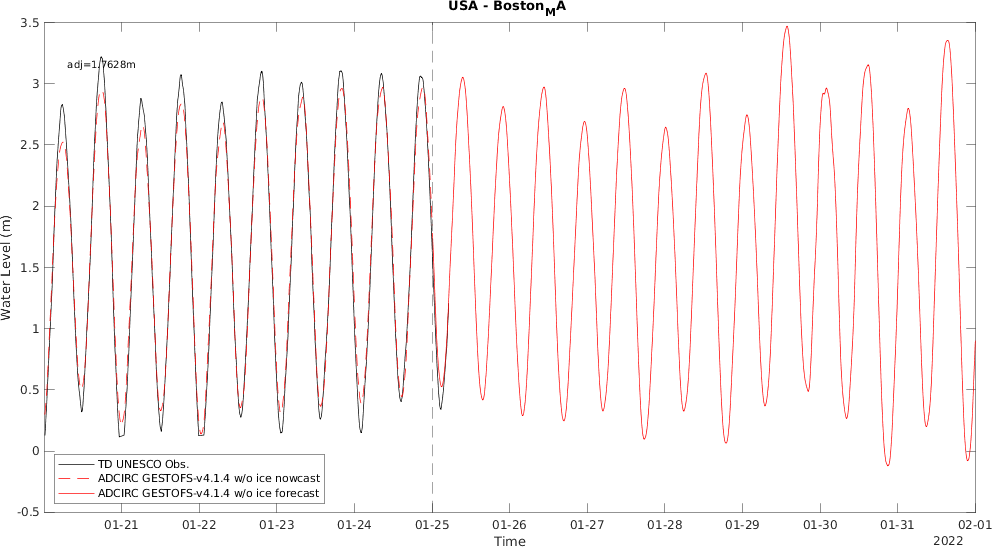 USA - Boston_MA
3.5
adj=1.7628m
3
2.5
2
1.5
1
0.5
0
-0.5
Water Level (m)
TD UNESCO Obs.
ADCIRC GESTOFS-v4.1.4 w/o ice nowcast
ADCIRC GESTOFS-v4.1.4 w/o ice forecast
01-21 01-22 01-23 01-24 01-25 01-26 01-27 01-28 01-29 01-30 01-31 02-01
Time
2022